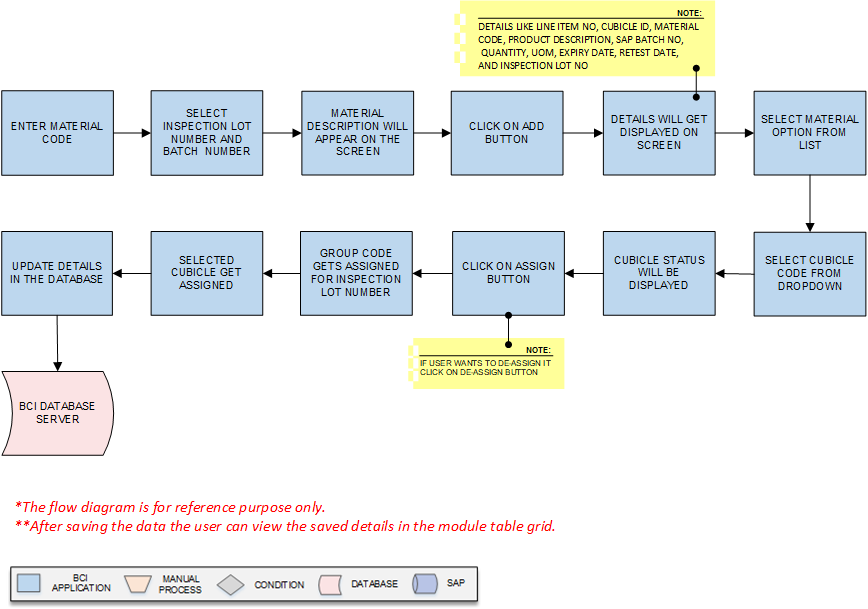 NOTE:
DETAILS LIKE LINE ITEM NO, CUBICLE ID, MATERIAL
CODE, PRODUCT DESCRIPTION, SAP BATCH NO,
QUANTITY, UOM, EXPIRY DATE, RETEST DATE,
AND INSPECTION LOT NO
ENTER MATERIAL
CODE
SELECT
INSPECTION LOT
NUMBER AND
BATCH NUMBER
MATERIAL
DESCRIPTION WILL
APPEAR ON THE
SCREEN
CLICK ON ADD
BUTTON
DETAILS WILL GET
DISPLAYED ON
SCREEN
SELECT MATERIAL
OPTION FROM
LIST
SELECT CUBICLE
CODE FROM
DROPDOWN
CUBICLE STATUS
WILL BE
DISPLAYED
CLICK ON ASSIGN
BUTTON
NOTE:
IF USER WANTS TO DE-ASSIGN IT
CLICK ON DE-ASSIGN BUTTON
GROUP CODE
GETS ASSIGNED
FOR INSPECTION
LOT NUMBER
SELECTED
CUBICLE GET
ASSIGNED
UPDATE DETAILS
IN THE DATABASE
BCI DATABASE
SERVER
*The flow diagram is for reference purpose only.
**After saving the data the user can view the saved details in the module table grid.
BCI
APPLICATION
MANUAL
PROCESS
CONDITION
DATABASE
SAP